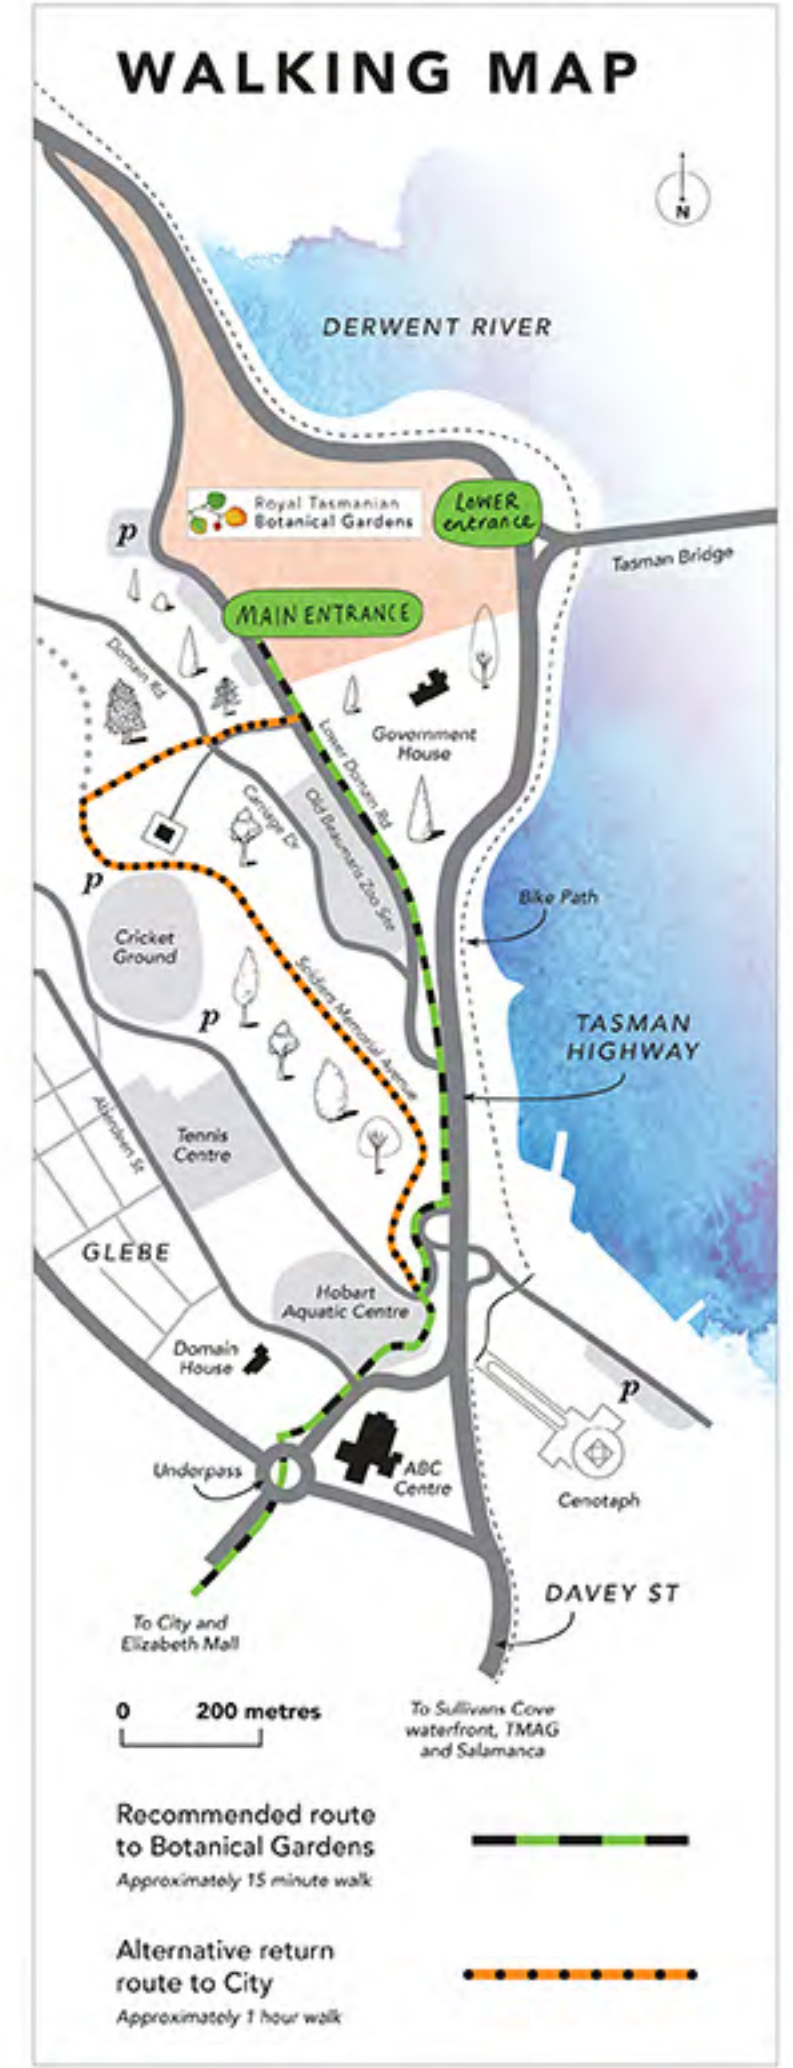 WALKING MAP
N
DERWENT RIVER
Royal Tasmanian
Botanical Gardens
LOWER
entrance
p
Tasman Bridge
MAIN ENTRANCE
Domain Rd
Government
House
Lower Domain Rd
Carriage Dr
Old Beaumaris Zoo Site
p
Bike Path
Cricket
Ground
Soldiers Memorial Avenue
p
TASMAN
HIGHWAY
Aberdeen St
Tennis
Centre
GLEBE
Hobart
Aquatic Centre
Domain
House
p
Underpass
ABC
Centre
Cenotaph
DAVEY ST
To City and
Elizabeth Mall
0 200 metres
To Sullivans Cove
waterfront, TMAG
and Salamanca
Recommended route
to Botanical Gardens
Approximately 15 minute walk
Alternative return
route to City
Approximately 1 hour walk